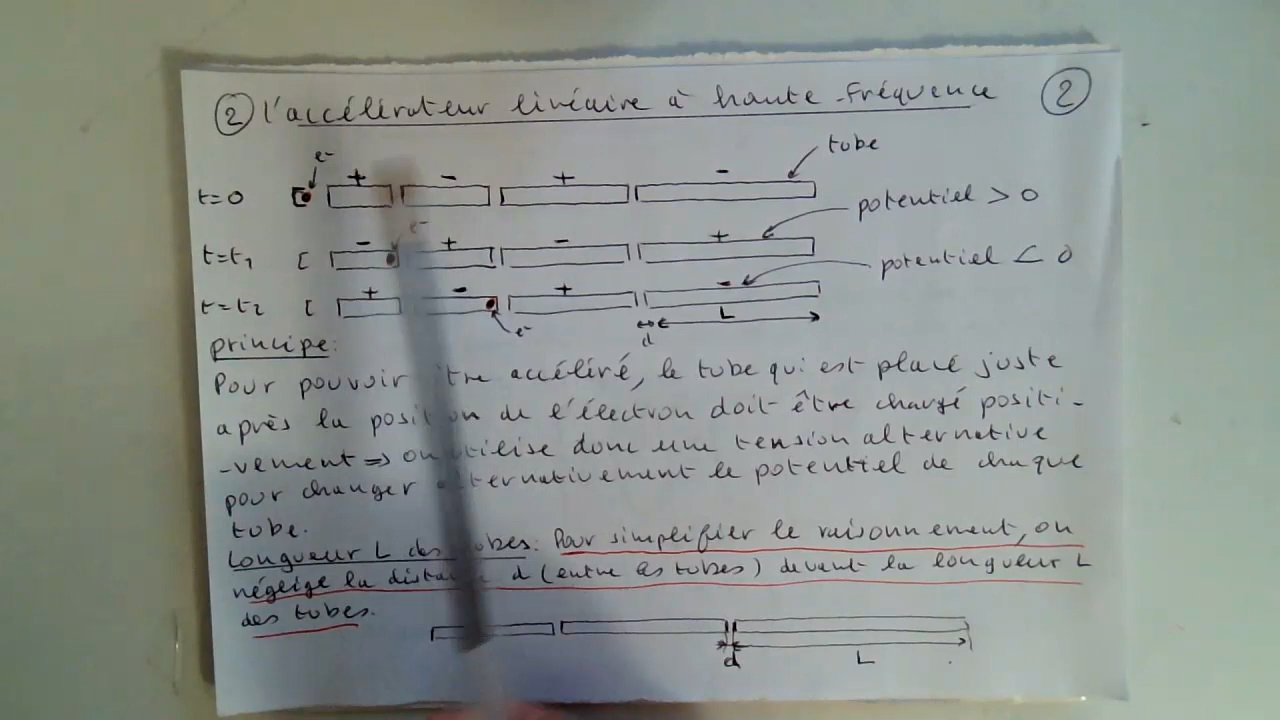 ② l'accélérateur linéaire à haute-fréquence ②
e-
t=0 + - + - tube
e-
t=t1 - + - + potentiel > 0
potentiel < 0
t=t2 + - + -
e- d L
principe:
Pour pouvoir être accéléré, le tube qui est placé juste
après la position de l'électron doit être chargé positi-
-vement => on utilise donc une tension alternative
pour changer alternativement le potentiel de chaque
tube.
Longueur L des tubes: Pour simplifier le raisonnement, on
néglige la distance d (entre les tubes) devant la longueur L
des tubes.
d L